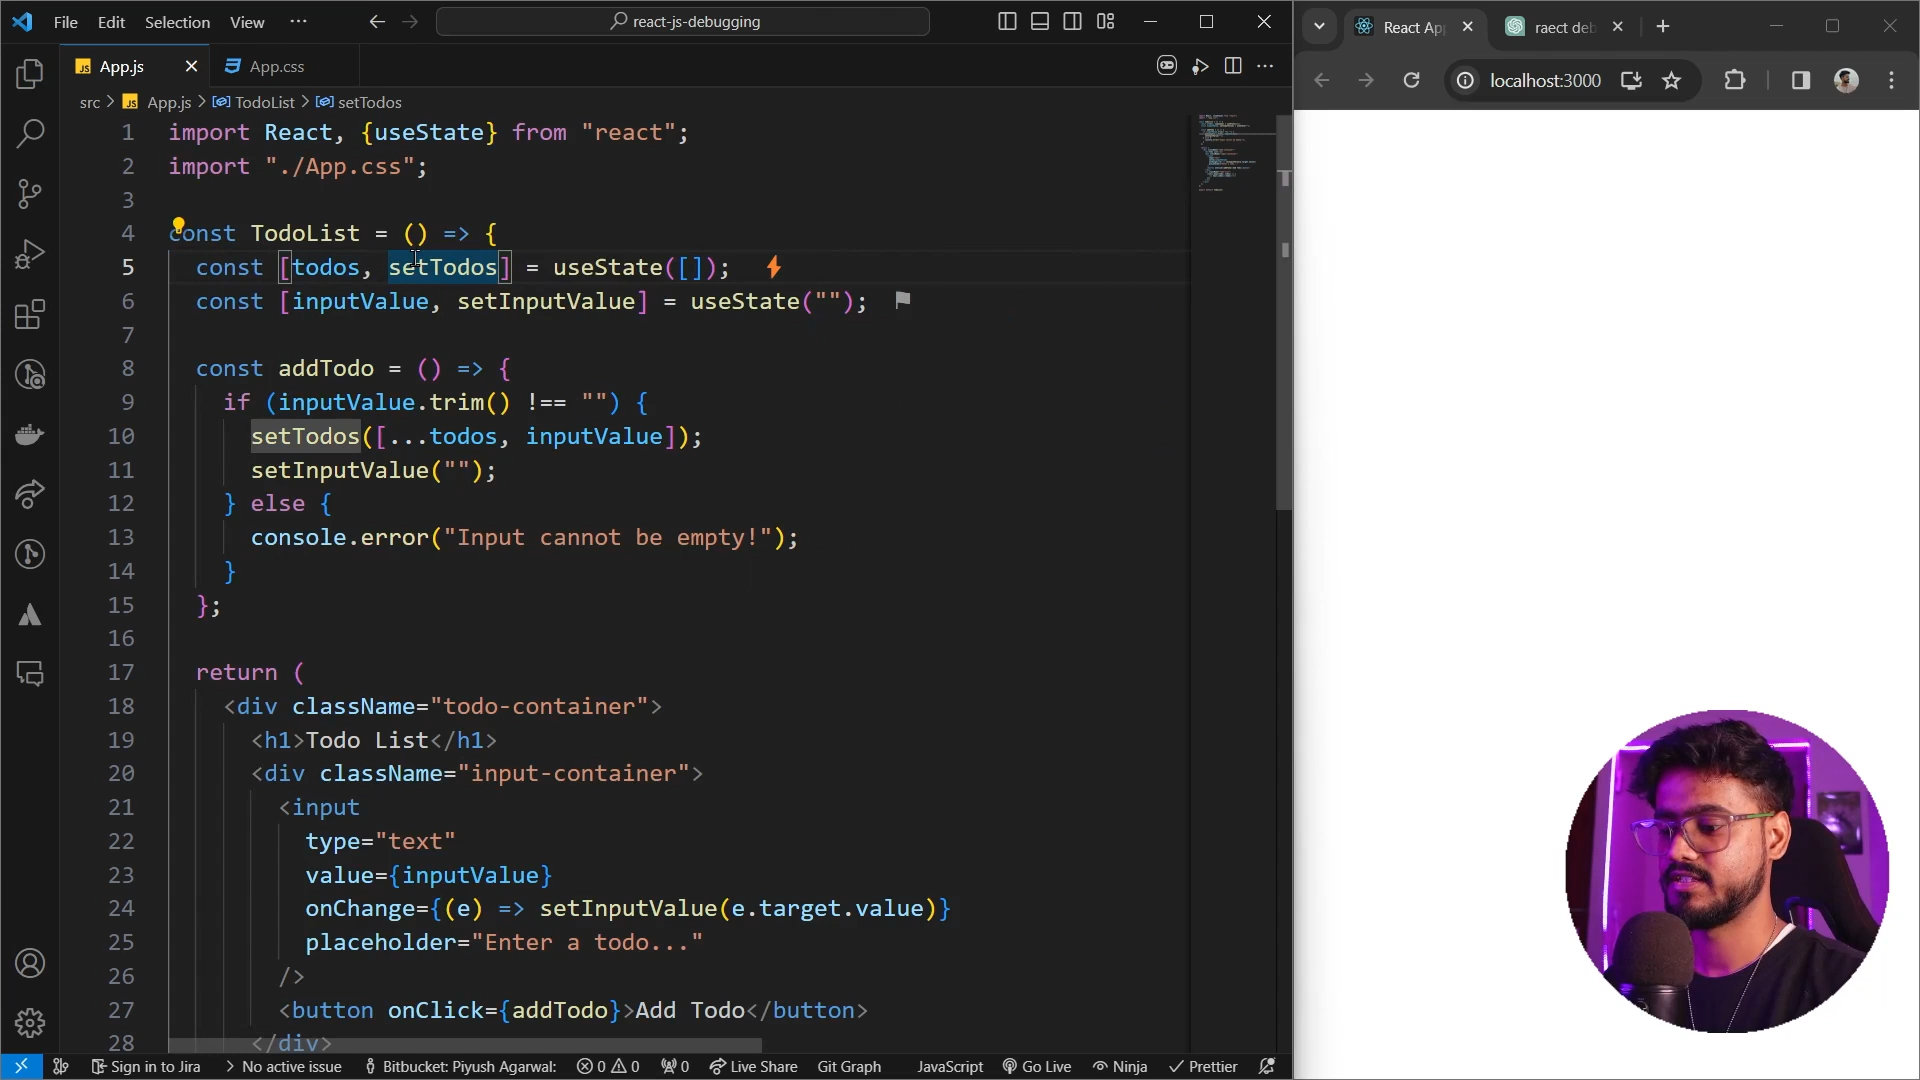 File Edit Selection View ··· react-js-debugging
App.js App.css
src > App.js > TodoList > setTodos
1 import React, {useState} from "react";
2 import "./App.css";
3
4 const TodoList = () => {
5 const [todos, setTodos] = useState([]);
6 const [inputValue, setInputValue] = useState("");
7
8 const addTodo = () => {
9 if (inputValue.trim() !== "") {
10 setTodos([...todos, inputValue]);
11 setInputValue("");
12 } else {
13 console.error("Input cannot be empty!");
14 }
15 };
16
17 return (
18 <div className="todo-container">
19 <h1>Todo List</h1>
20 <div className="input-container">
21 <input
22 type="text"
23 value={inputValue}
24 onChange={(e) => setInputValue(e.target.value)}
25 placeholder="Enter a todo..."
26 />
27 <button onClick={addTodo}>Add Todo</button>
28 </div>
Sign in to Jira > No active issue Bitbucket: Piyush Agarwal: 0 0 0 Live Share Git Graph JavaScript Go Live Ninja Prettier
React App raect deb
localhost:3000